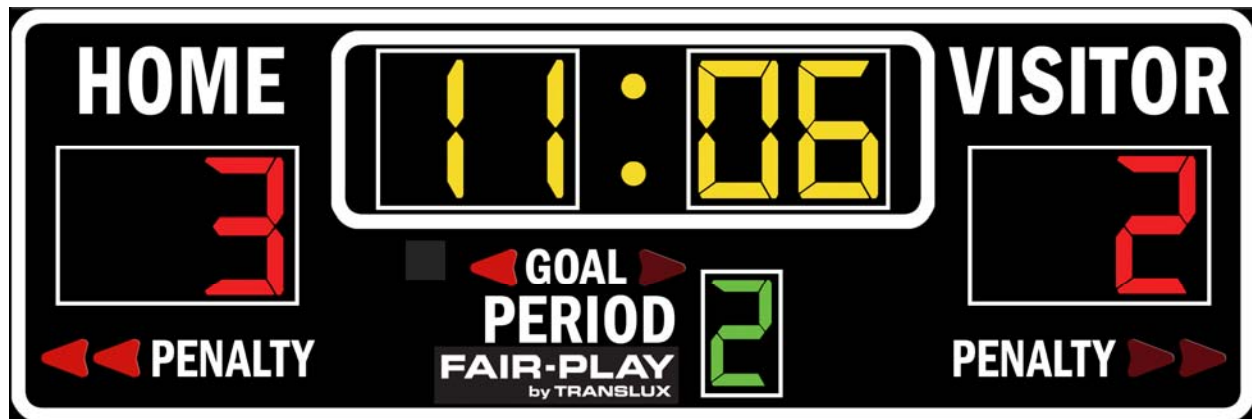 HOME
11:06
VISITOR
3
2
GOAL
PERIOD
2
PENALTY
FAIR-PLAY
by TRANSLUX
PENALTY